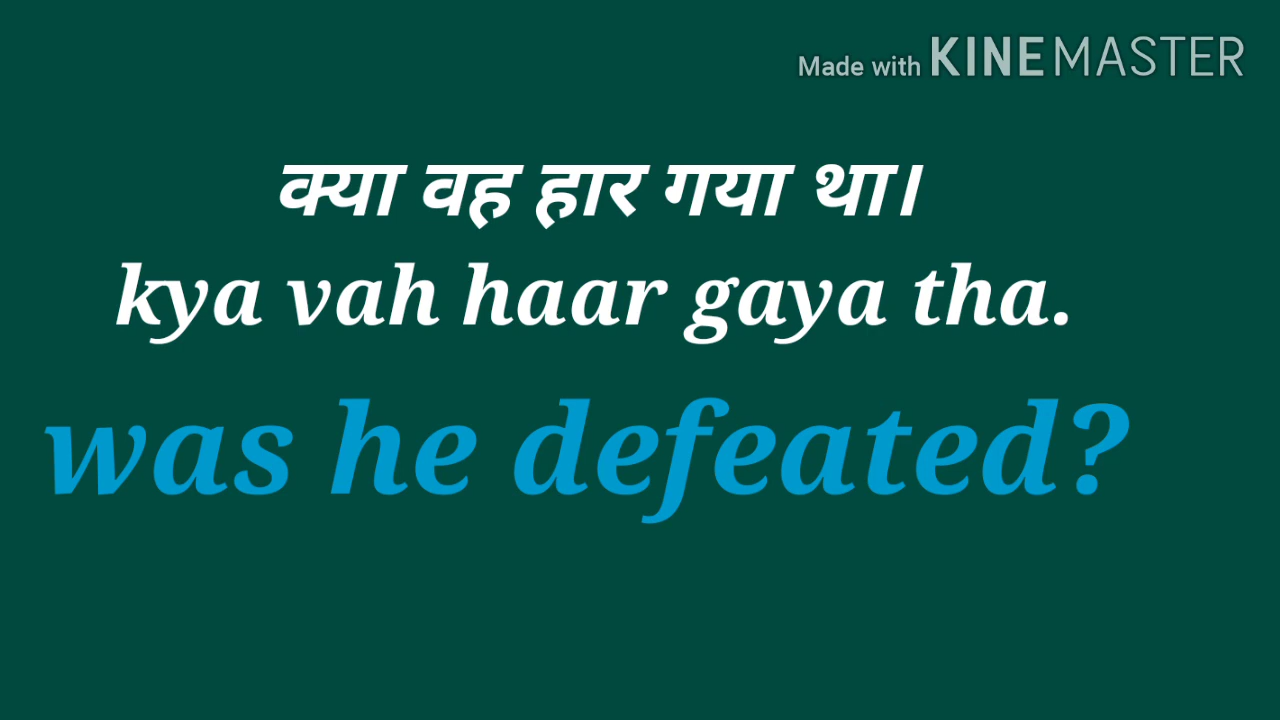 Made with KINEMASTER
क्या वह हार गया था।
kya vah haar gaya tha.
was he defeated?